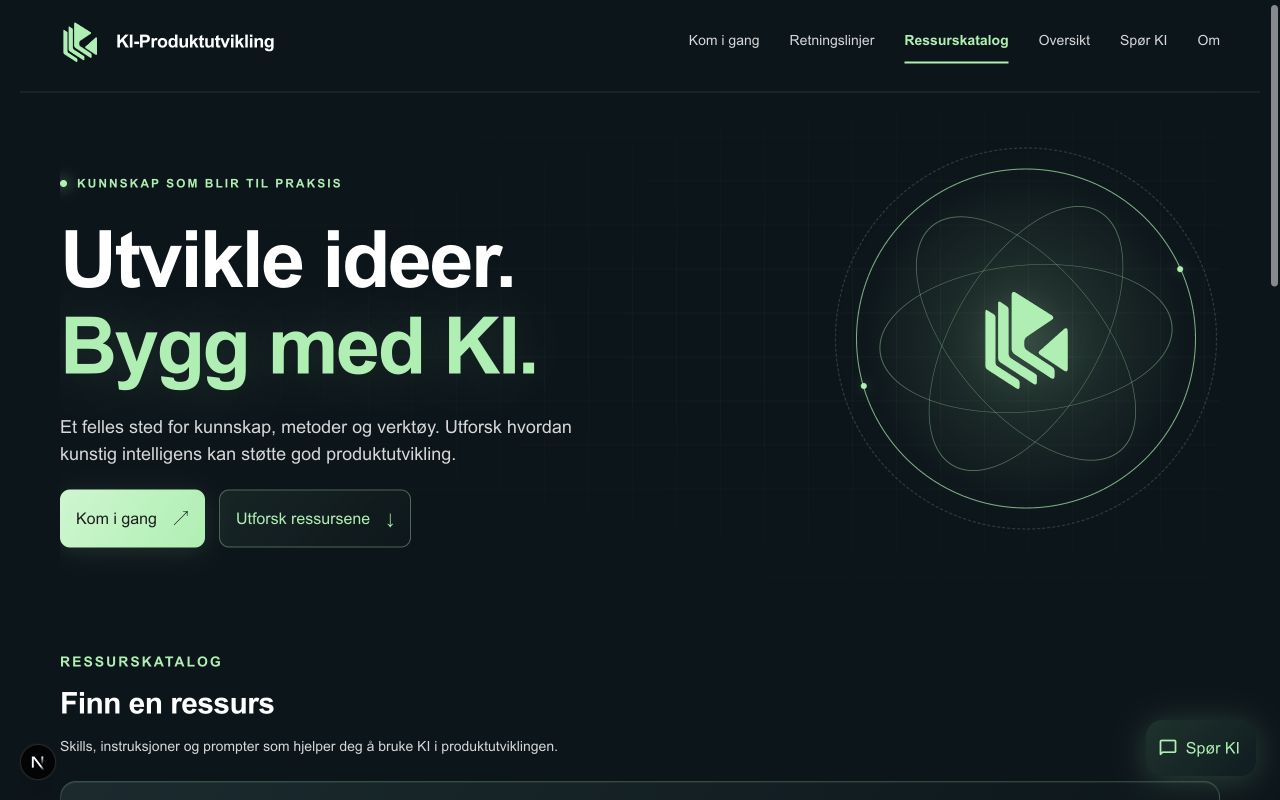 KI-Produktutvikling
Kom i gang
Retningslinjer
Ressurskatalog
Oversikt
Spør KI
Om
KUNNSKAP SOM BLIR TIL PRAKSIS
Utvikle ideer.
Bygg med KI.
Et felles sted for kunnskap, metoder og verktøy. Utforsk hvordan
kunstig intelligens kan støtte god produktutvikling.
Kom i gang ↗
Utforsk ressursene ↓
RESSURSKATALOG
Finn en ressurs
Skills, instruksjoner og prompter som hjelper deg å bruke KI i produktutviklingen.
N
Spør KI